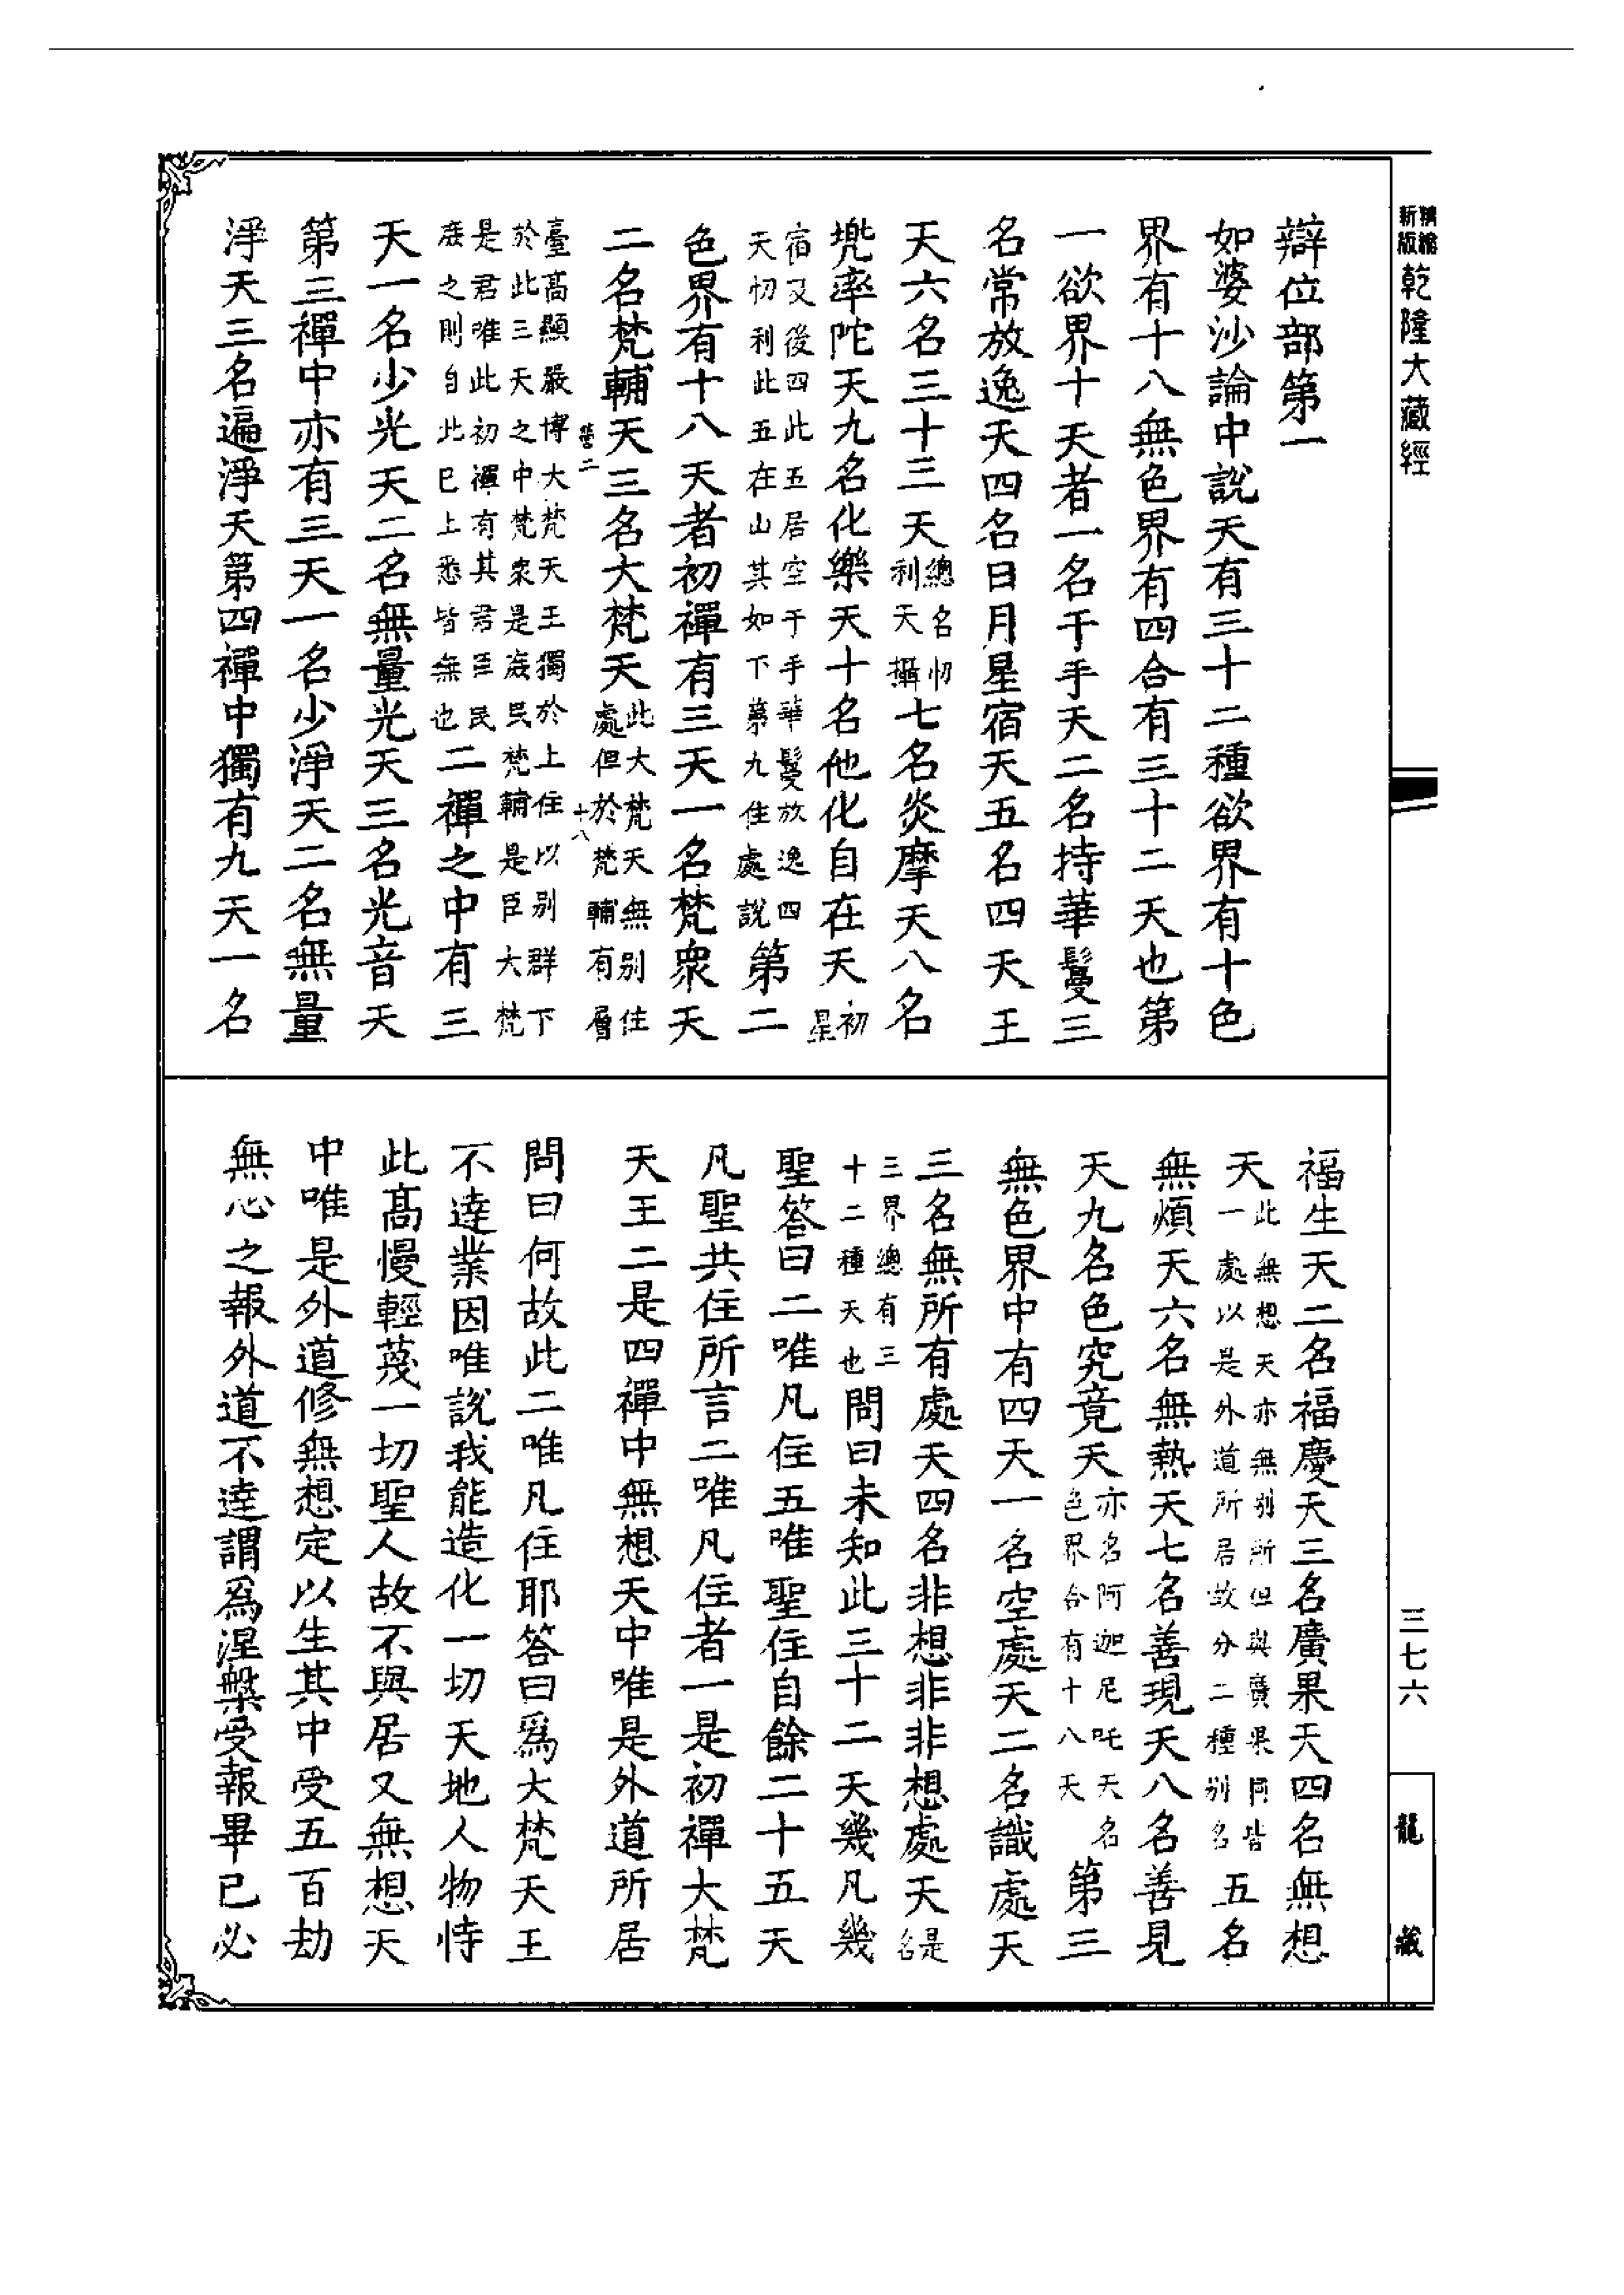 精縮新版乾隆大藏經
三七六
龍藏
辯位部第一
如婆沙論中說天有三十二種欲界有十色
界有十八無色界有四合有三十二天也第
一欲界十天者一名干手天二名持華鬘三
名常放逸天四名日月星宿天五名四天王
天六名三十三天總名忉利天攝七名炎摩天八名
兜率陀天九名化樂天十名他化自在天初星
宿及後四此五居空于手華鬘放逸四天忉利此五在山其如下第九住處說第二
色界有十八天者初禪有三天一名梵眾天
二名梵輔天三名大梵天此大梵天無別住處但於梵輔有層
營二
十八
臺高顯嚴博大梵天王獨於上住以別群下於此三天之中梵眾是庶民梵輔是臣大梵
是君唯此初禪有其君臣民庶之則自此已上悉皆無也二禪之中有三
天一名少光天二名無量光天三名光音天
第三禪中亦有三天一名少淨天二名無量
淨天三名遍淨天第四禪中獨有九天一名
福生天二名福慶天三名廣果天四名無想
天此無想天亦無別所但與廣果同皆一處以是外道所居故分二種別名五名
無煩天六名無熱天七名善現天八名善見
天九名色究竟天亦名阿迦尼吒天名色界合有十八天第三
無色界中有四天一名空處天二名識處天
三名無所有處天四名非想非非想處天是名
三界總有三十二種天也問曰未知此三十二天幾凡幾
聖答曰二唯凡住五唯聖住自餘二十五天
凡聖共住所言二唯凡住者一是初禪大梵
天王二是四禪中無想天中唯是外道所居
問曰何故此二唯凡住耶答曰為大梵天王
不達業因唯說我能造化一切天地人物恃
此高慢輕蔑一切聖人故不與居又無想天
中唯是外道修無想定以生其中受五百劫
無心之報外道不達謂為涅槃受報畢已必